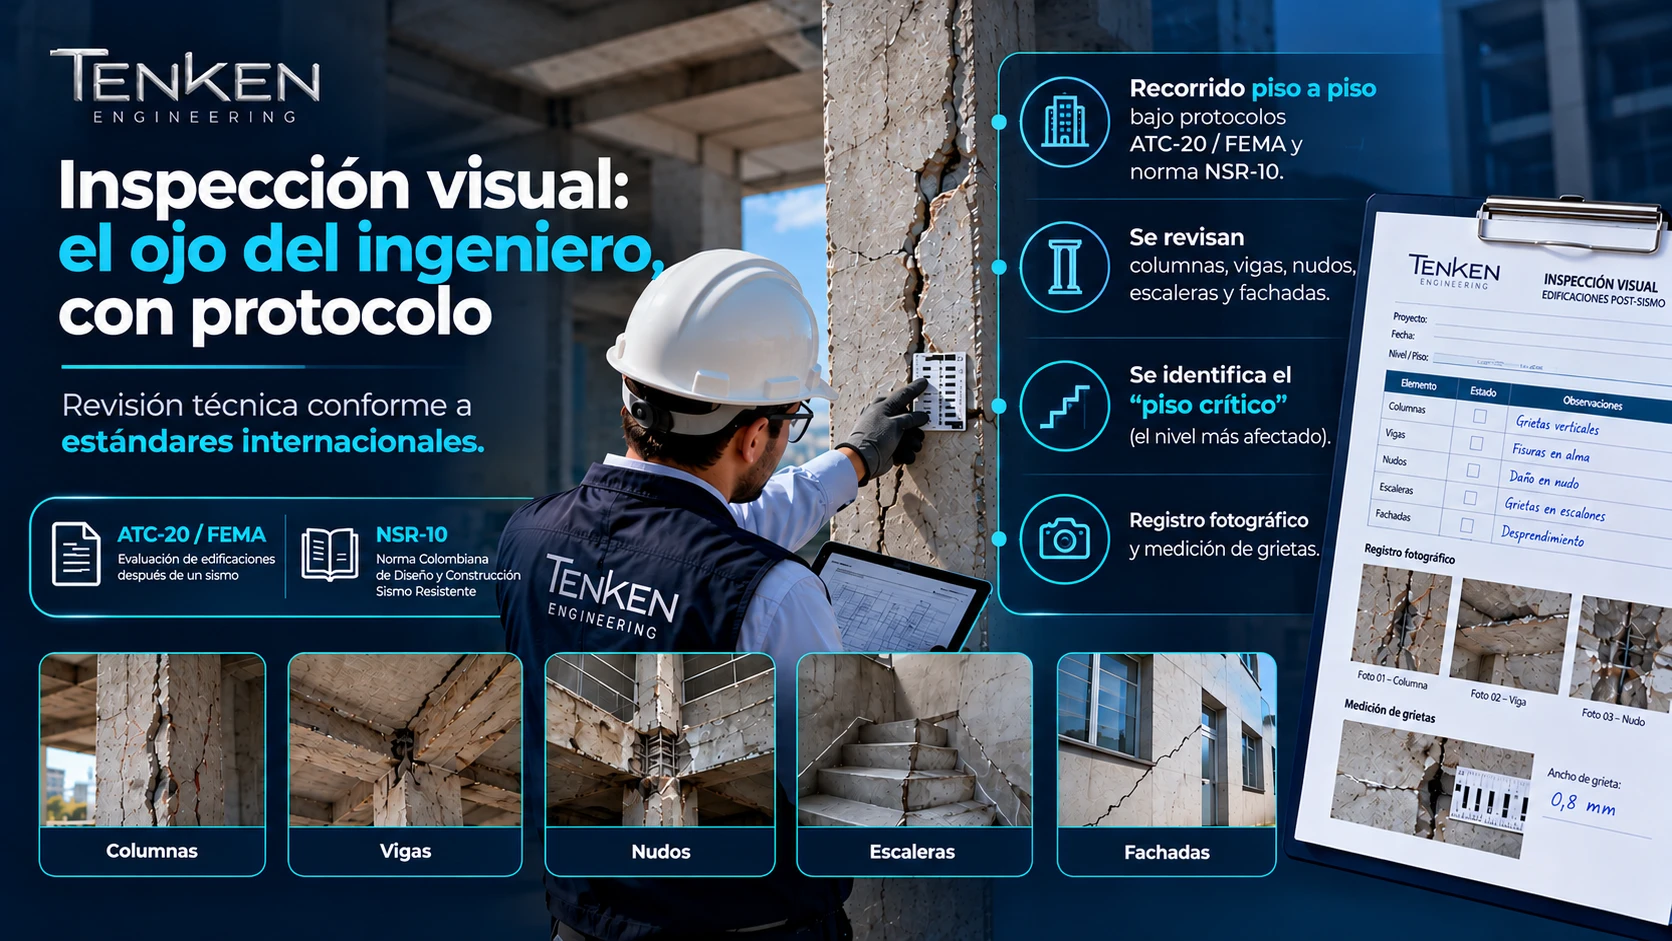 TENKEN
ENGINEERING
Inspección visual:
el ojo del ingeniero,
con protocolo
Revisión técnica conforme a
estándares internacionales.
ATC-20 / FEMA
Evaluación de edificaciones
después de un sismo
NSR-10
Norma Colombiana
de Diseño y Construcción
Sismo Resistente
TENKEN
ENGINEERING
Recorrido piso a piso
bajo protocolos
ATC-20 / FEMA y
norma NSR-10.
Se revisan
columnas, vigas, nudos,
escaleras y fachadas.
Se identifica el
“piso crítico”
(el nivel más afectado).
Registro fotográfico
y medición de grietas.
TENKEN
ENGINEERING
INSPECCIÓN VISUAL
EDIFICACIONES POST-SISMO
Proyecto:
Fecha:
Nivel / Piso:
Elemento Estado Observaciones
Columnas Grietas verticales
Vigas Fisuras en alma
Nudos Daño en nudo
Escaleras Grietas en escalones
Fachadas Desprendimiento
Registro fotográfico
Foto 01 – Columna
Foto 02 – Viga
Foto 03 – Nudo
Medición de grietas
Ancho de grieta:
0,8 mm
Columnas
Vigas
Nudos
Escaleras
Fachadas